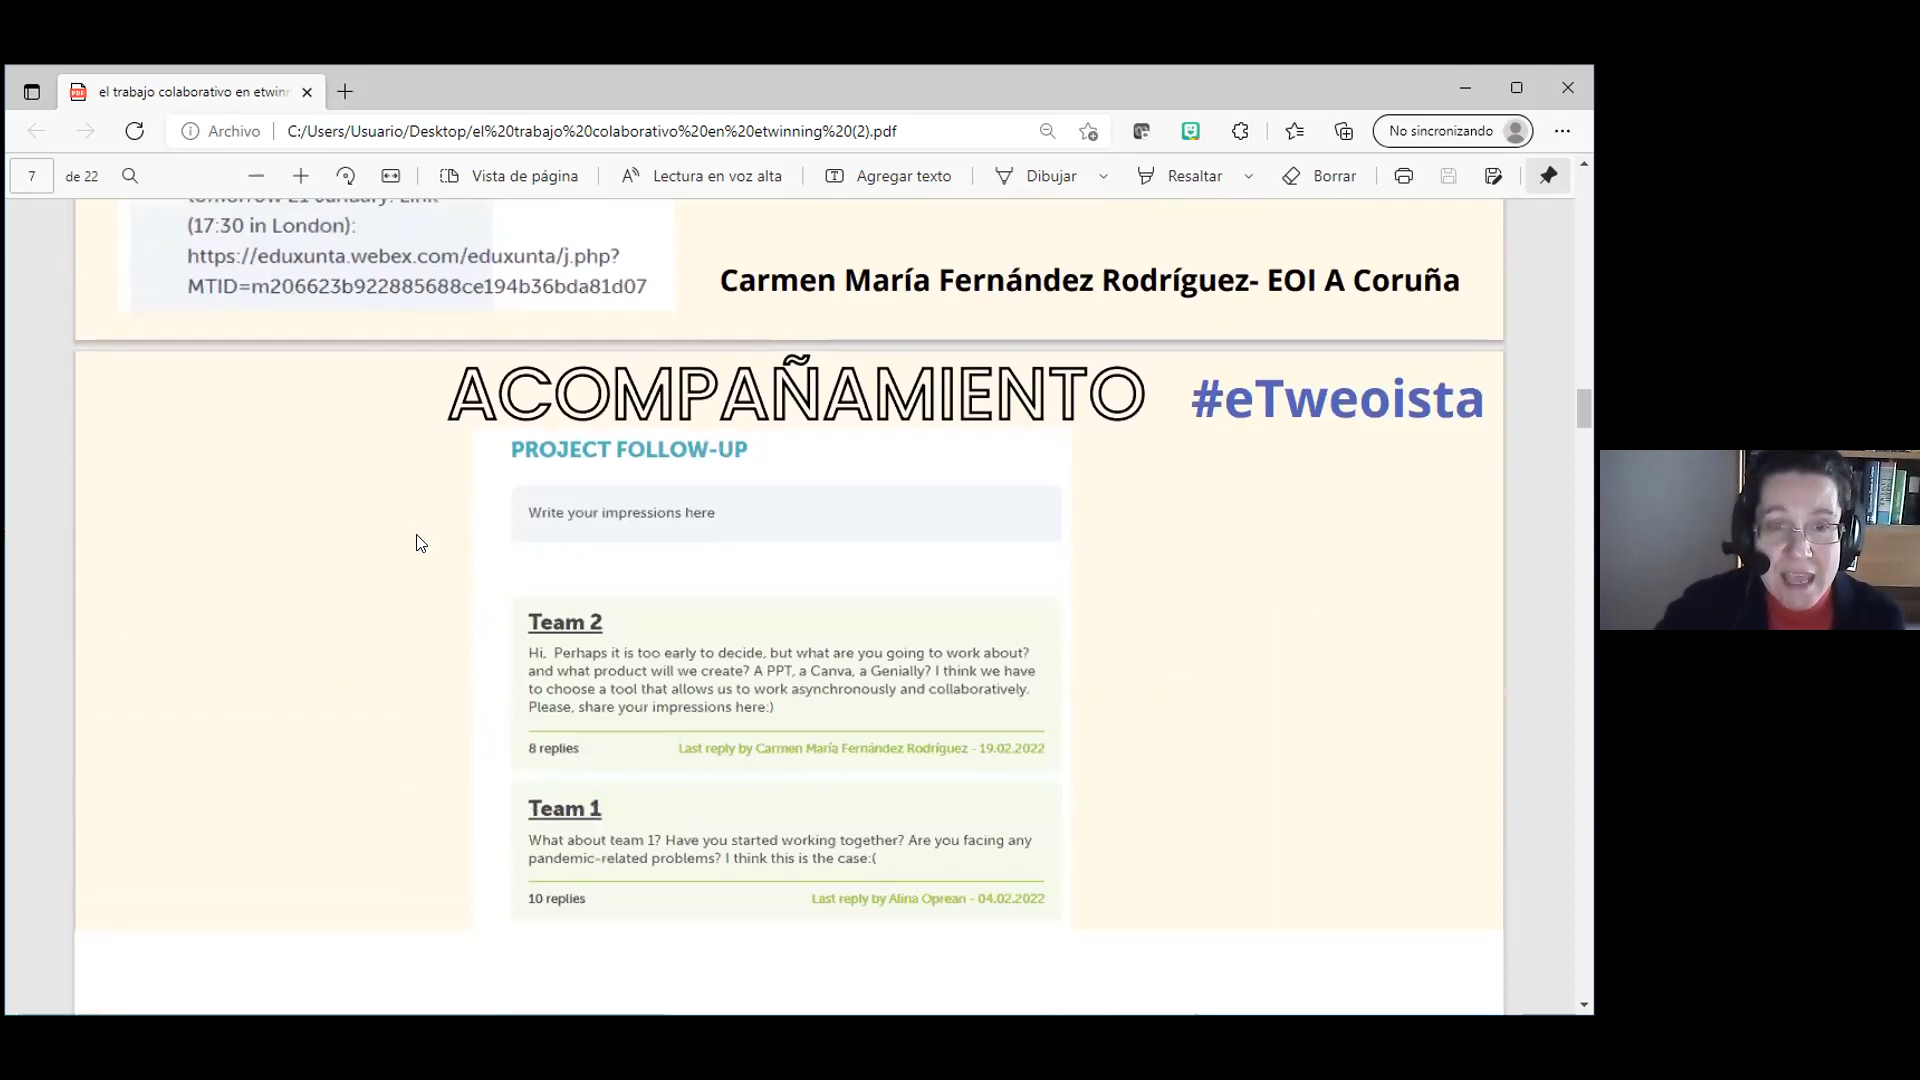 el trabajo colaborativo en etwinn
Archivo
C:/Users/Usuario/Desktop/el%20trabajo%20colaborativo%20en%20etwinning%20(2).pdf
No sincronizando
7 de 22
Vista de página
Lectura en voz alta
Agregar texto
Dibujar
Resaltar
Borrar
tomorrow 21 January. Link
(17:30 in London):
https://eduxunta.webex.com/eduxunta/j.php?
MTID=m206623b922885688ce194b36bda81d07
Carmen María Fernández Rodríguez- EOI A Coruña
ACOMPAÑAMIENTO
#eTweoista
PROJECT FOLLOW-UP
Write your impressions here
Team 2
Hi, Perhaps it is too early to decide, but what are you going to work about?
and what product will we create? A PPT, a Canva, a Genially? I think we have
to choose a tool that allows us to work asynchronously and collaboratively.
Please, share your impressions here:)
8 replies
Last reply by Carmen María Fernández Rodríguez - 19.02.2022
Team 1
What about team 1? Have you started working together? Are you facing any
pandemic-related problems? I think this is the case:(
10 replies
Last reply by Alina Oprean - 04.02.2022